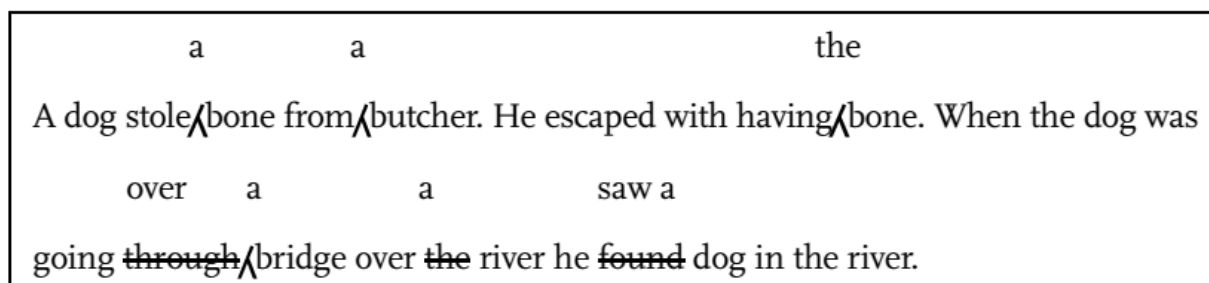 a a the
A dog stole bone from butcher. He escaped with having bone. When the dog was
over a a saw a
going through bridge over the river he found dog in the river.